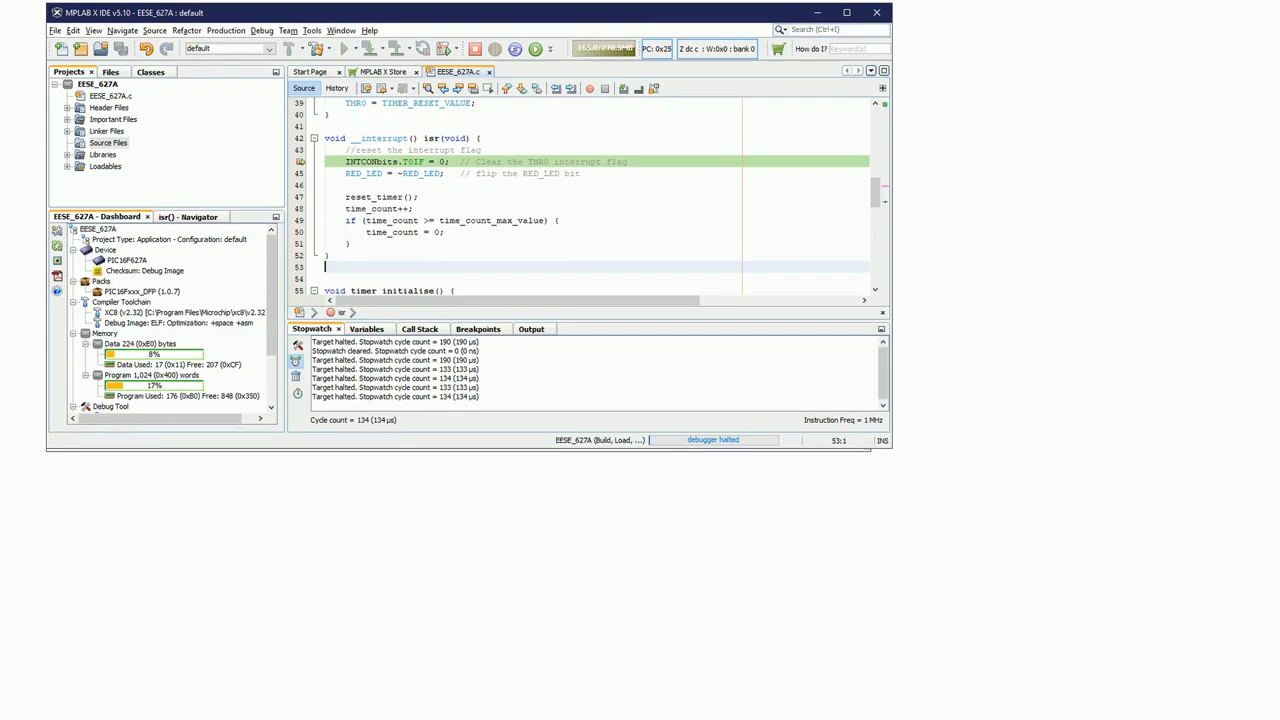 MPLAB X IDE v5.10 - EESE_627A : default
File Edit View Navigate Source Refactor Production Debug Team Tools Window Help
Search (Ctrl+I)
default
PC: 0x25
Z dc c : W:0x0 : bank 0
How do I?
Keyword(s)
Projects
Files
Classes
EESE_627A
EESE_627A.c
Header Files
Important Files
Linker Files
Source Files
Libraries
Loadables
Start Page
MPLAB X Store
EESE_627A.c
Source
History
39 TMR0 = TIMER_RESET_VALUE;
40 }
41
42 void __interrupt() isr(void) {
43 //reset the interrupt flag
INTCONbits.T0IF = 0; // Clear the TMR0 interrupt flag
45 RED_LED = ~RED_LED; // flip the RED_LED bit
46
47 reset_timer();
48 time_count++;
49 if (time_count >= time_count_max_value) {
50 time_count = 0;
51 }
52 }
53
54
55 void timer_initialise() {
isr
EESE_627A - Dashboard
isr() - Navigator
EESE_627A
Project Type: Application - Configuration: default
Device
PIC16F627A
Checksum: Debug Image
Packs
PIC16Fxxx_DFP (1.0.7)
Compiler Toolchain
XC8 (v2.32) [C:\Program Files\Microchip\xc8\v2.32
Debug Image: ELF: Optimization: +space +asm
Memory
Data 224 (0xE0) bytes
8%
Data Used: 17 (0x11) Free: 207 (0xCF)
Program 1,024 (0x400) words
17%
Program Used: 176 (0xB0) Free: 848 (0x350)
Debug Tool
Stopwatch
Variables
Call Stack
Breakpoints
Output
Target halted. Stopwatch cycle count = 190 (190 µs)
Stopwatch cleared. Stopwatch cycle count = 0 (0 ns)
Target halted. Stopwatch cycle count = 190 (190 µs)
Target halted. Stopwatch cycle count = 133 (133 µs)
Target halted. Stopwatch cycle count = 134 (134 µs)
Target halted. Stopwatch cycle count = 133 (133 µs)
Target halted. Stopwatch cycle count = 134 (134 µs)
Cycle count = 134 (134 µs)
Instruction Freq = 1 MHz
EESE_627A (Build, Load, ...)
debugger halted
53:1
INS